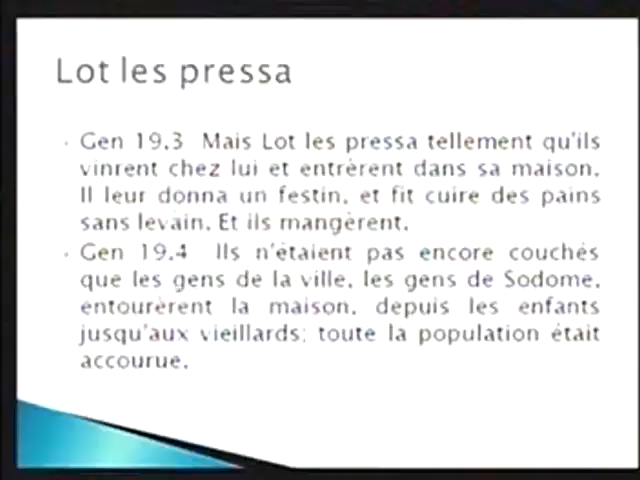 Lot les pressa
Gen 19.3 Mais Lot les pressa tellement qu'ils
vinrent chez lui et entrèrent dans sa maison.
Il leur donna un festin, et fit cuire des pains
sans levain. Et ils mangèrent.
Gen 19.4 Ils n'étaient pas encore couchés
que les gens de la ville, les gens de Sodome,
entourèrent la maison, depuis les enfants
jusqu'aux vieillards; toute la population était
accourue.